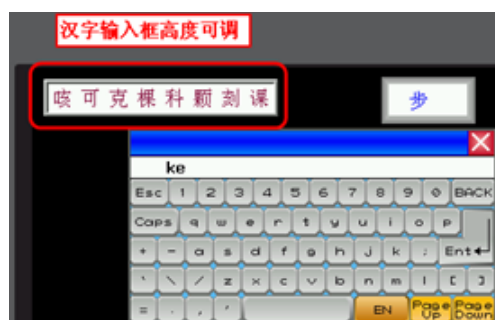 汉字输入框高度可调
咳可克棵科颗刻课
步
ke
Esc 1 2 3 4 5 6 7 8 9 0 BACK
Caps q w e r t y u i o p
+ - a s d f g h j k ; Ent
` \ / z x c v b n m l [ ]
= . , ' EN Page Up Page Down